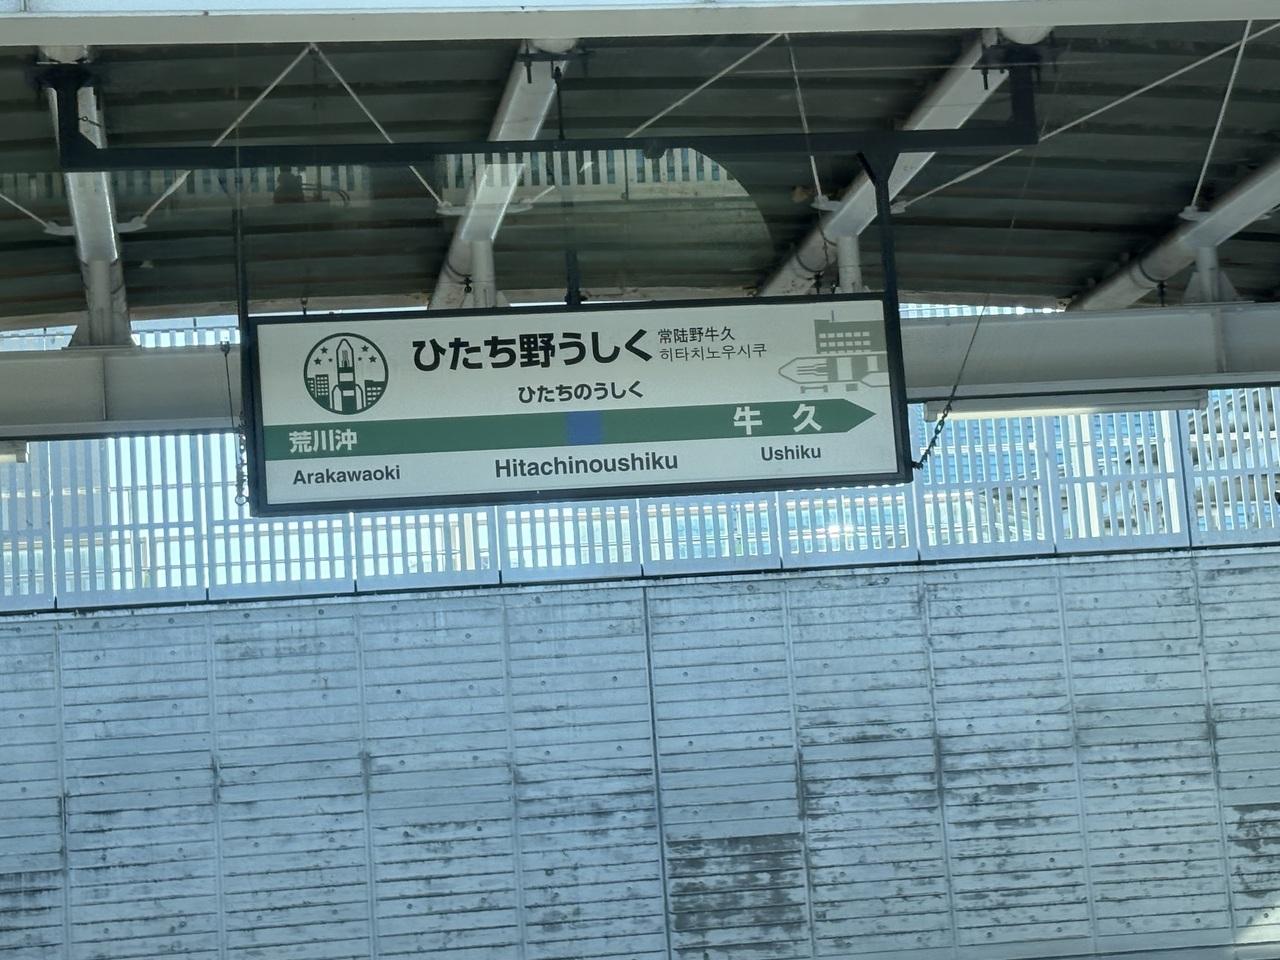 ひたち野うしく
常陸野牛久
히타치노우시쿠
ひたちのうしく
荒川沖
牛久
Arakawaoki
Hitachinoushiku
Ushiku